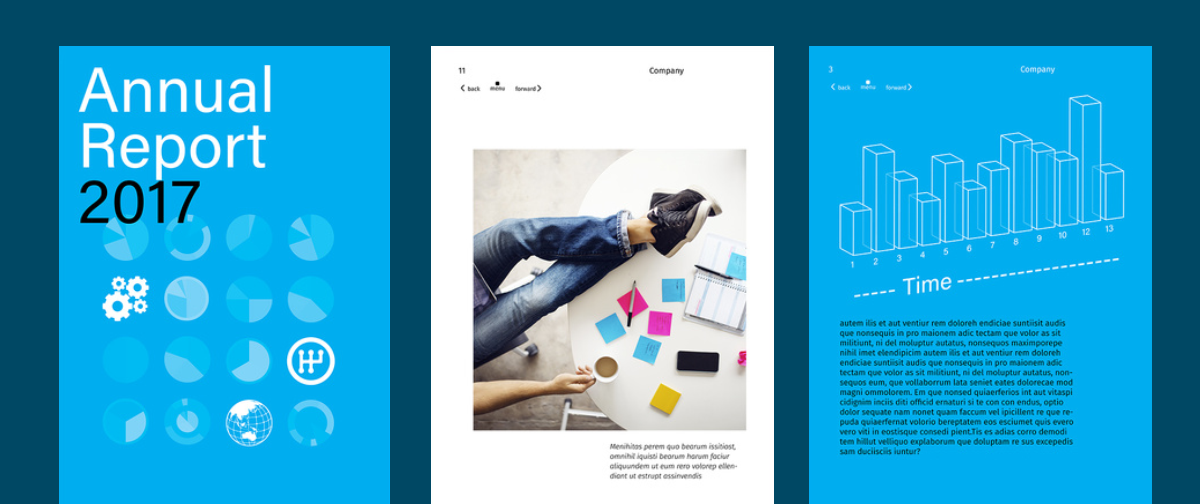 Annual
Report
2017
11
Company
back
menu
forward
Menihitas perem quo bearum issitiost,
omnihil iquisti bearum harum faciur
aliquundem ut eum rero volorep ellen-
diant ut estrupt assinvendis
3
Company
back
menu
forward
1 2 3 4 5 6 7 8 9 10 12 13
Time
autem ilis et aut ventiur rem doloreh endiciae suntiisit audis
que nonsequis in pro maionem adic tectam que volor as sit
militiunt, ni del moluptur autatus, nonsequos maximporepe
nihil imet elendipicim autem ilis et aut ventiur rem doloreh
endiciae suntiisit audis que nonsequis in pro maionem adic
tectam que volor as sit militiunt, ni del moluptur autatus, non-
sequos eum, que vollaborrum lata seniet eates dolorecae mod
magni ommolorem. Em que nonsed quiaerferios int aut vitaspi
cidignim inciis diti officid ernaturi si te con con endus, optio
dolor sequate nam nonet quam faccum vel ipicillent re que re-
puda quiaerfernat volorio bereptatem eos esciumet quis evero
vero viti in eostisque consedi pient.Tis es adias corro demodi
tem hillut velliquo explaborum que doluptam re sus excepedis
sam duciisciis iuntur?